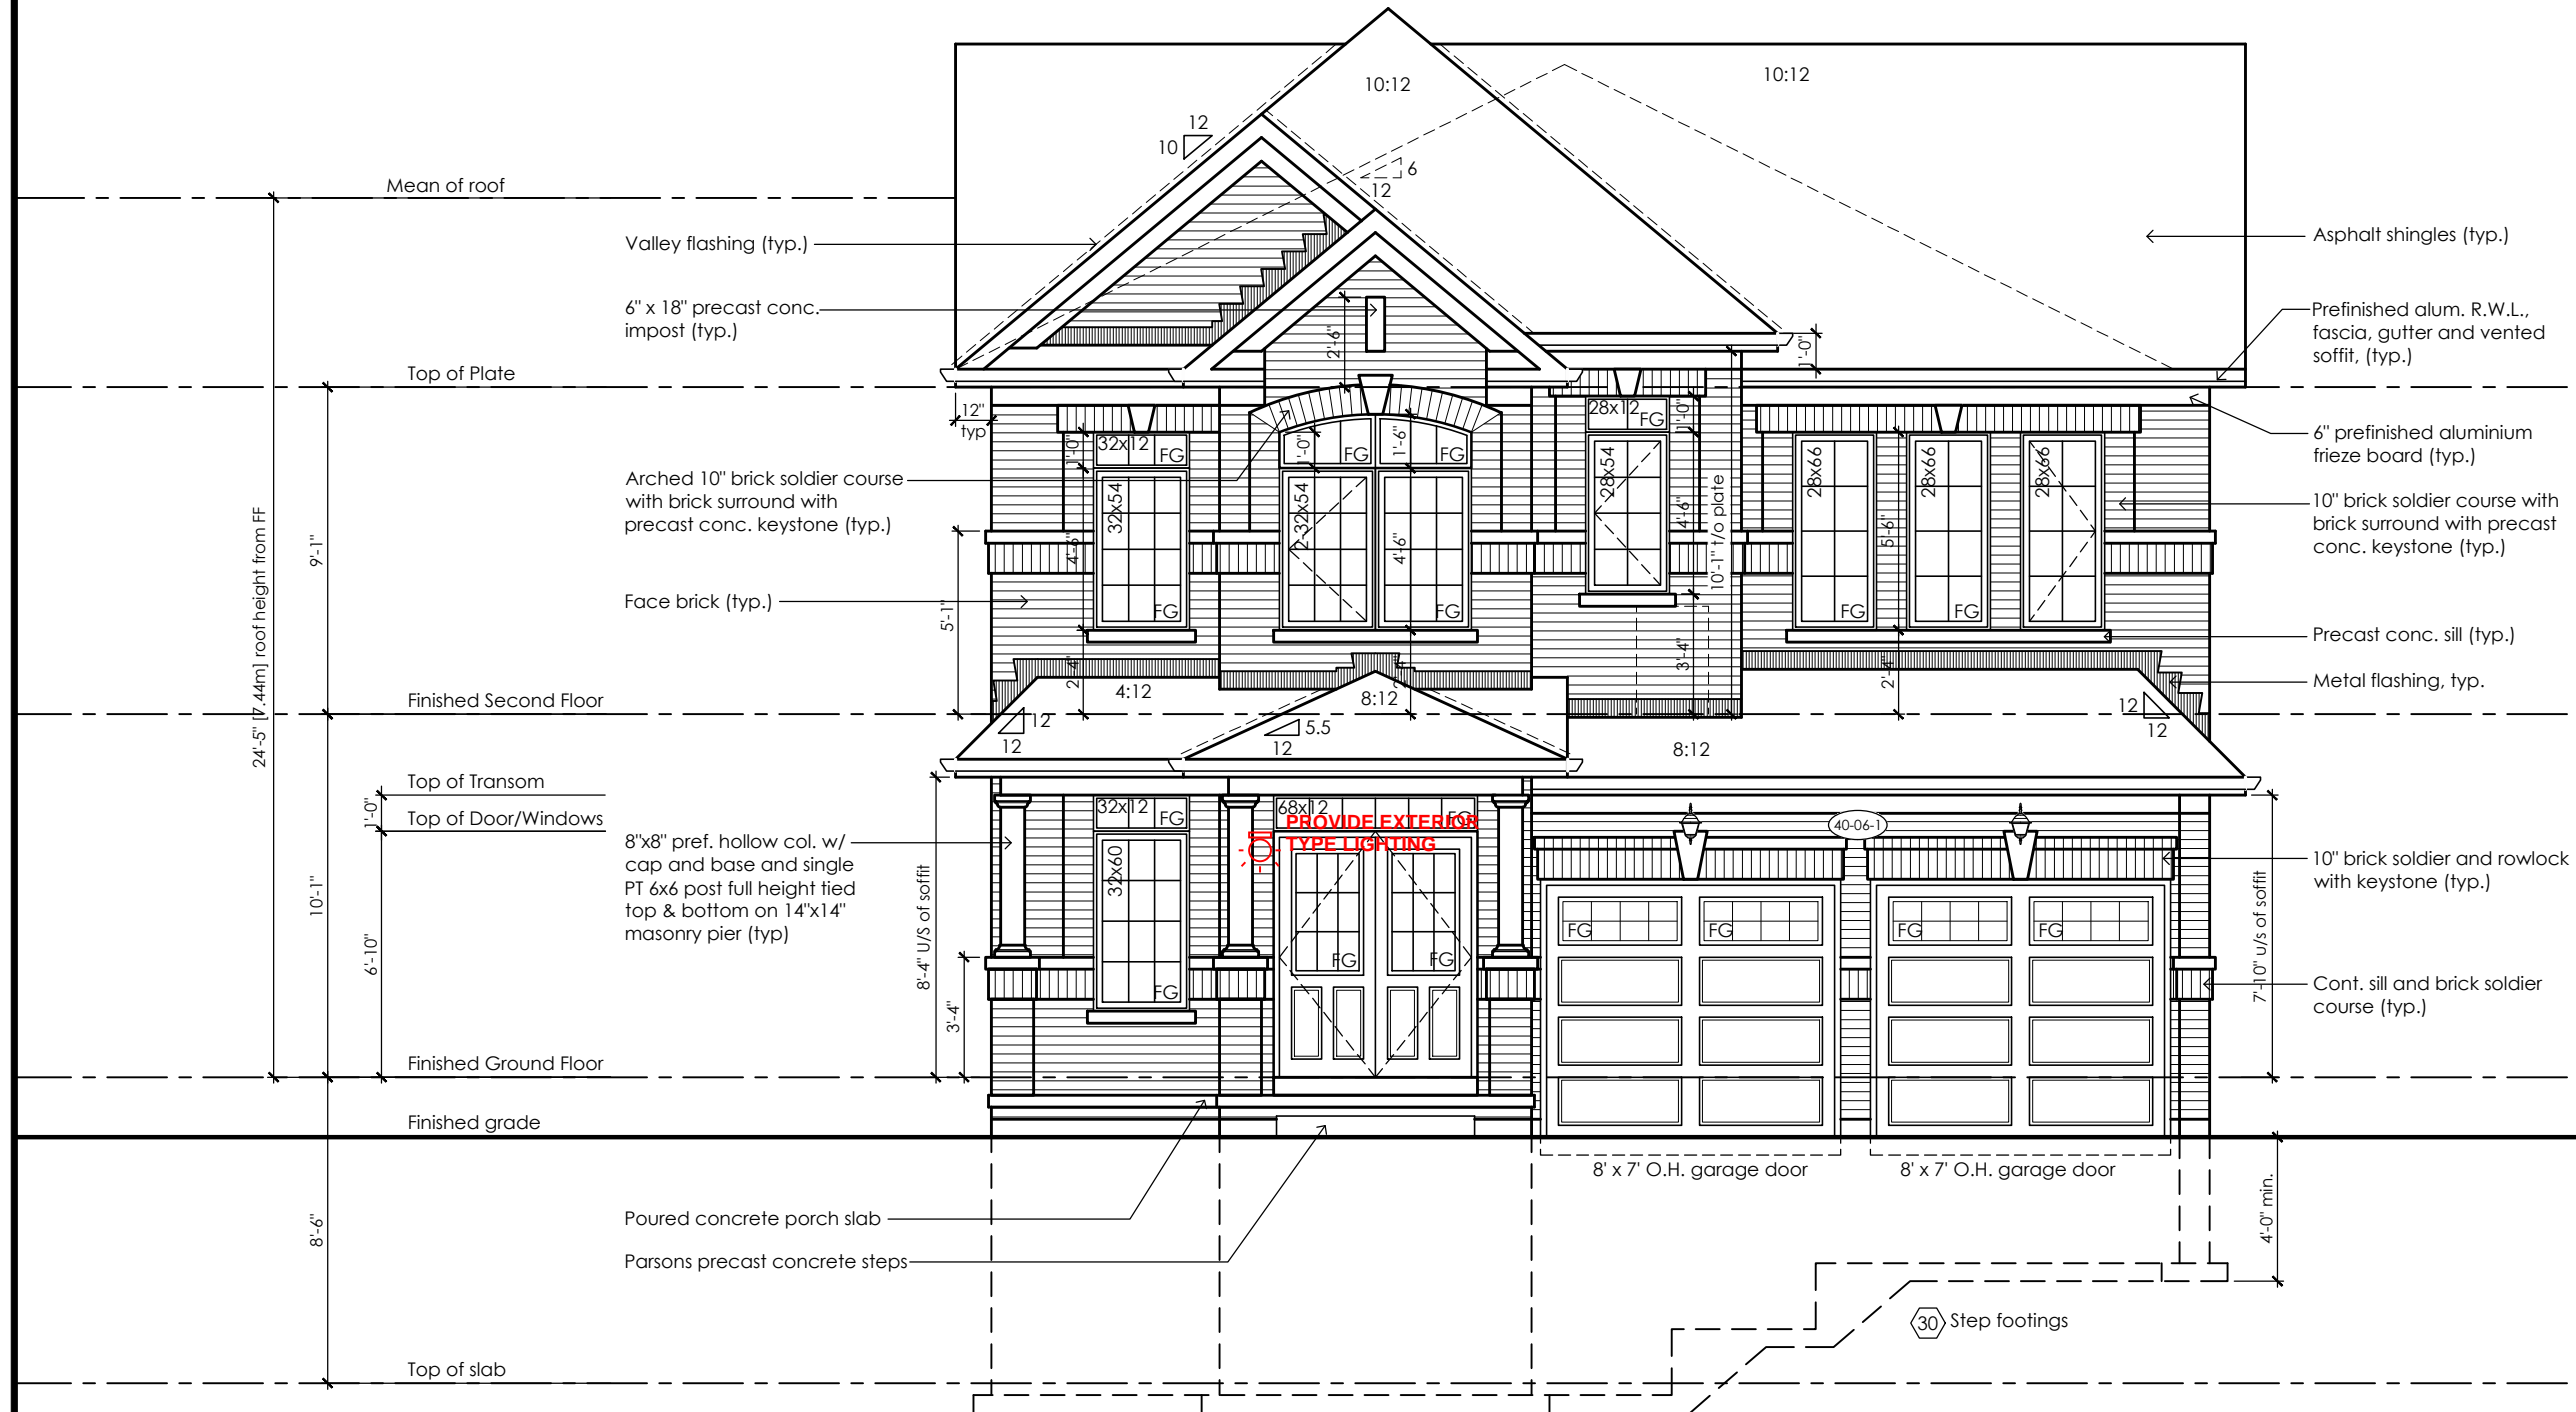 10:12
10:12
12
10
6
12
Mean of roof
Valley flashing (typ.)
Asphalt shingles (typ.)
6" x 18" precast conc.
impost (typ.)
2'-6"
1'-0"
Prefinished alum. R.W.L.,
fascia, gutter and vented
soffit, (typ.)
Top of Plate
12"
typ
32x12
FG
1'-0"
1'-0"
FG
1'-6"
FG
28x12
FG
1'-0"
6" prefinished aluminium
frieze board (typ.)
Arched 10" brick soldier course
with brick surround with
precast conc. keystone (typ.)
32x54
4'-6"
FG
2-32x54
4'-6"
FG
28x54
4'-6"
10'-1" t/o plate
28x66
28x66
28x66
5'-6"
FG
FG
10" brick soldier course with
brick surround with precast
conc. keystone (typ.)
24'-5" [7.44m] roof height from FF
9'-1"
5'-1"
Face brick (typ.)
Precast conc. sill (typ.)
2'-4"
3'-4"
2'-4"
Metal flashing, typ.
Finished Second Floor
4:12
8:12
12
12
5.5
12
8:12
12
12
Top of Transom
1'-0"
Top of Door/Windows
32x12
FG
68x12
FG
PROVIDE EXTERIOR
TYPE LIGHTING
40-06-1
8"x8" pref. hollow col. w/
cap and base and single
PT 6x6 post full height tied
top & bottom on 14"x14"
masonry pier (typ)
10" brick soldier and rowlock
with keystone (typ.)
10'-1"
6'-10"
8'-4" U/S of soffit
3'-4"
32x60
FG
FG
FG
FG
FG
FG
FG
7'-10" u/s of soffit
Cont. sill and brick soldier
course (typ.)
Finished Ground Floor
Finished grade
8' x 7' O.H. garage door
8' x 7' O.H. garage door
8'-6"
4'-0" min.
Poured concrete porch slab
Parsons precast concrete steps
30 Step footings
Top of slab